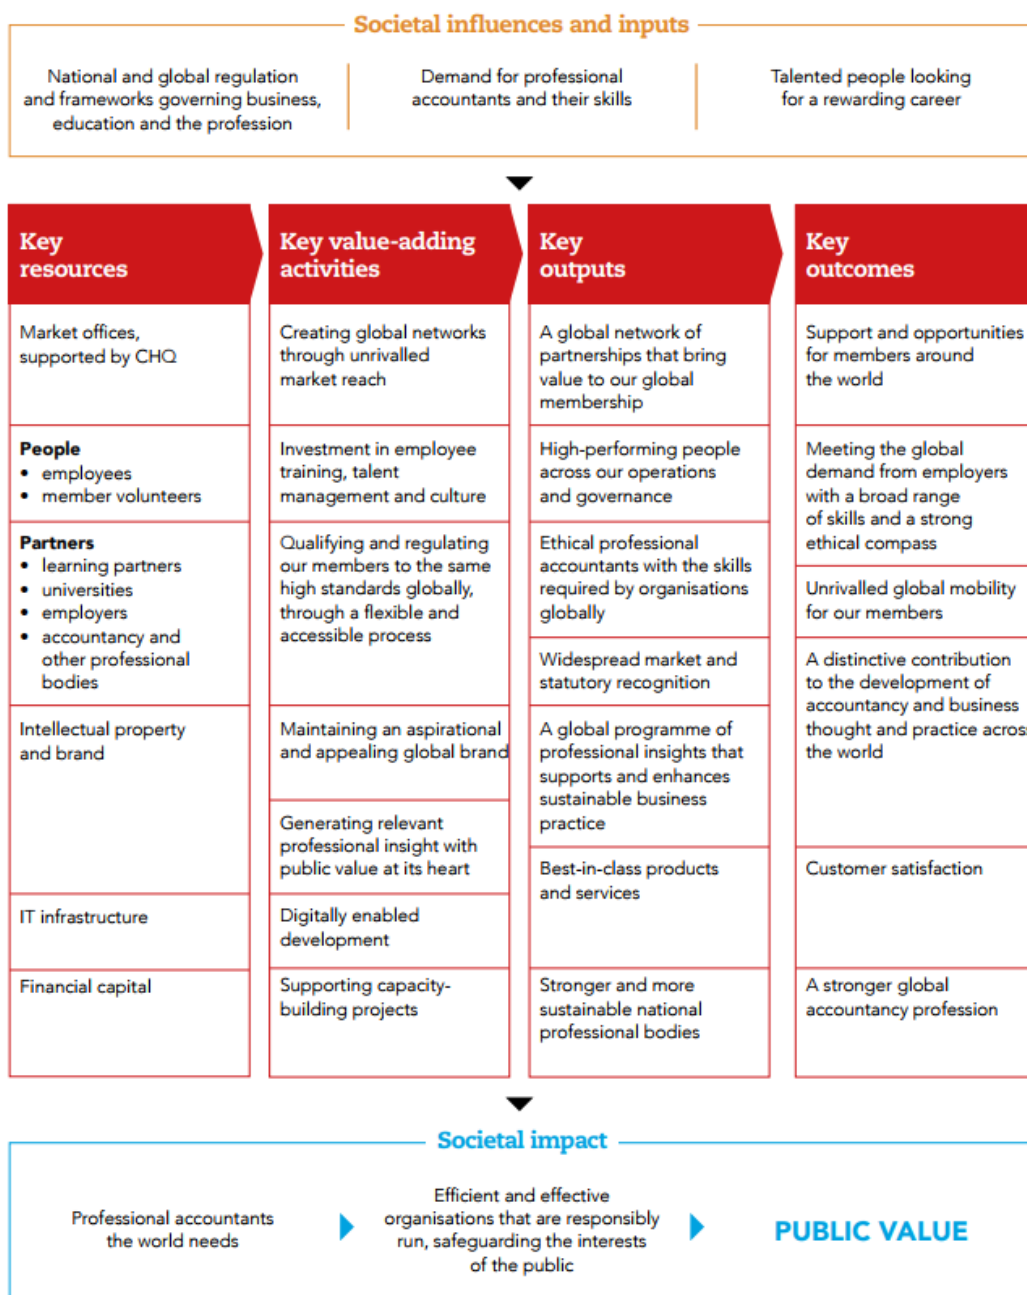 Societal influences and inputs
National and global regulation
and frameworks governing business,
education and the profession
Demand for professional
accountants and their skills
Talented people looking
for a rewarding career
Key
resources
Market offices,
supported by CHQ
People
• employees
• member volunteers
Partners
• learning partners
• universities
• employers
• accountancy and
other professional
bodies
Intellectual property
and brand
IT infrastructure
Financial capital
Key value-adding
activities
Creating global networks
through unrivalled
market reach
Investment in employee
training, talent
management and culture
Qualifying and regulating
our members to the same
high standards globally,
through a flexible and
accessible process
Maintaining an aspirational
and appealing global brand
Generating relevant
professional insight with
public value at its heart
Digitally enabled
development
Supporting capacity-
building projects
Key
outputs
A global network of
partnerships that bring
value to our global
membership
High-performing people
across our operations
and governance
Ethical professional
accountants with the skills
required by organisations
globally
Widespread market and
statutory recognition
A global programme of
professional insights that
supports and enhances
sustainable business
practice
Best-in-class products
and services
Stronger and more
sustainable national
professional bodies
Key
outcomes
Support and opportunities
for members around
the world
Meeting the global
demand from employers
with a broad range
of skills and a strong
ethical compass
Unrivalled global mobility
for our members
A distinctive contribution
to the development of
accountancy and business
thought and practice across
the world
Customer satisfaction
A stronger global
accountancy profession
Societal impact
Professional accountants
the world needs
Efficient and effective
organisations that are responsibly
run, safeguarding the interests
of the public
PUBLIC VALUE